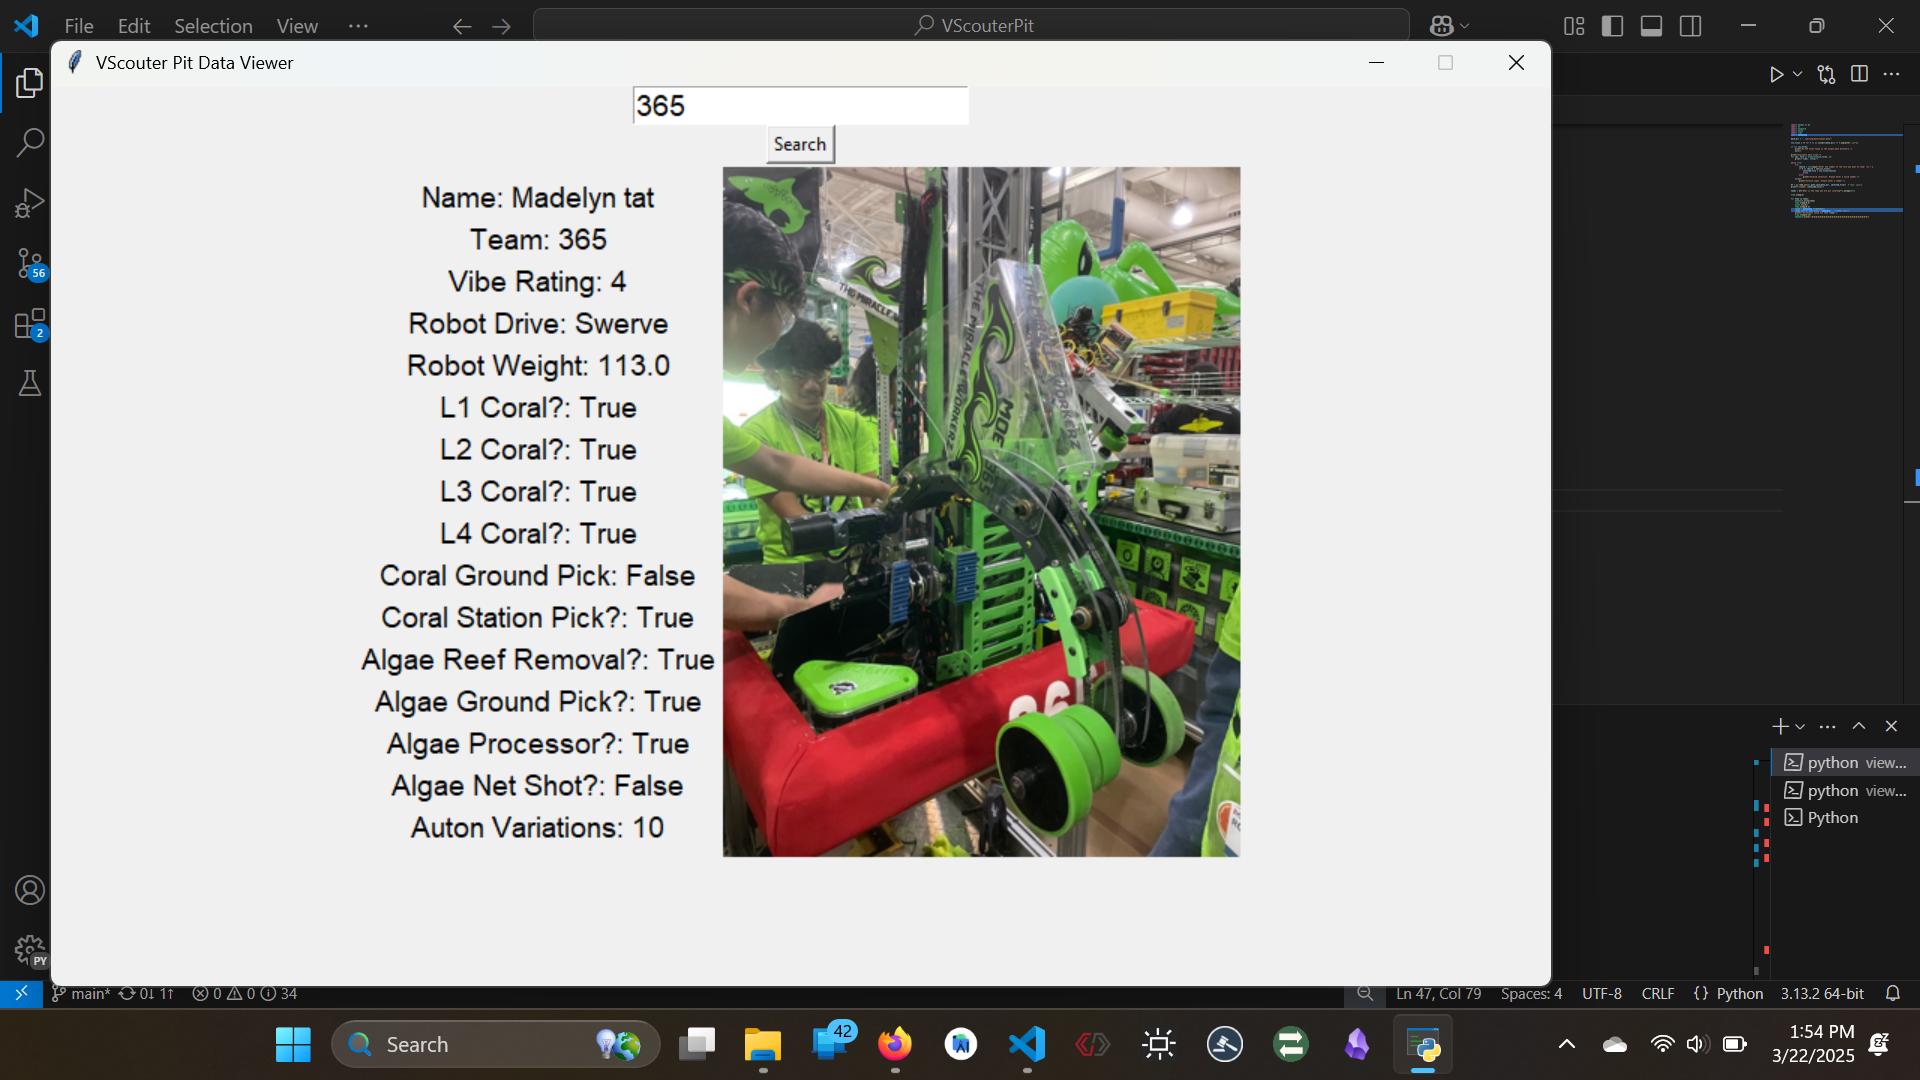 File Edit Selection View ··· VScouterPit
VScouter Pit Data Viewer
365
Search
Name: Madelyn tat
Team: 365
Vibe Rating: 4
Robot Drive: Swerve
Robot Weight: 113.0
L1 Coral?: True
L2 Coral?: True
L3 Coral?: True
L4 Coral?: True
Coral Ground Pick: False
Coral Station Pick?: True
Algae Reef Removal?: True
Algae Ground Pick?: True
Algae Processor?: True
Algae Net Shot?: False
Auton Variations: 10
THE MIRACLE
THE MIRACLE WORKERZ
MOE
365
WORKERZ
56
2
PY
python view...
python view...
Python
main* 0↓ 1↑ 0 0 34
Ln 47, Col 79 Spaces: 4 UTF-8 CRLF {} Python 3.13.2 64-bit
Search
42
1:54 PM
3/22/2025